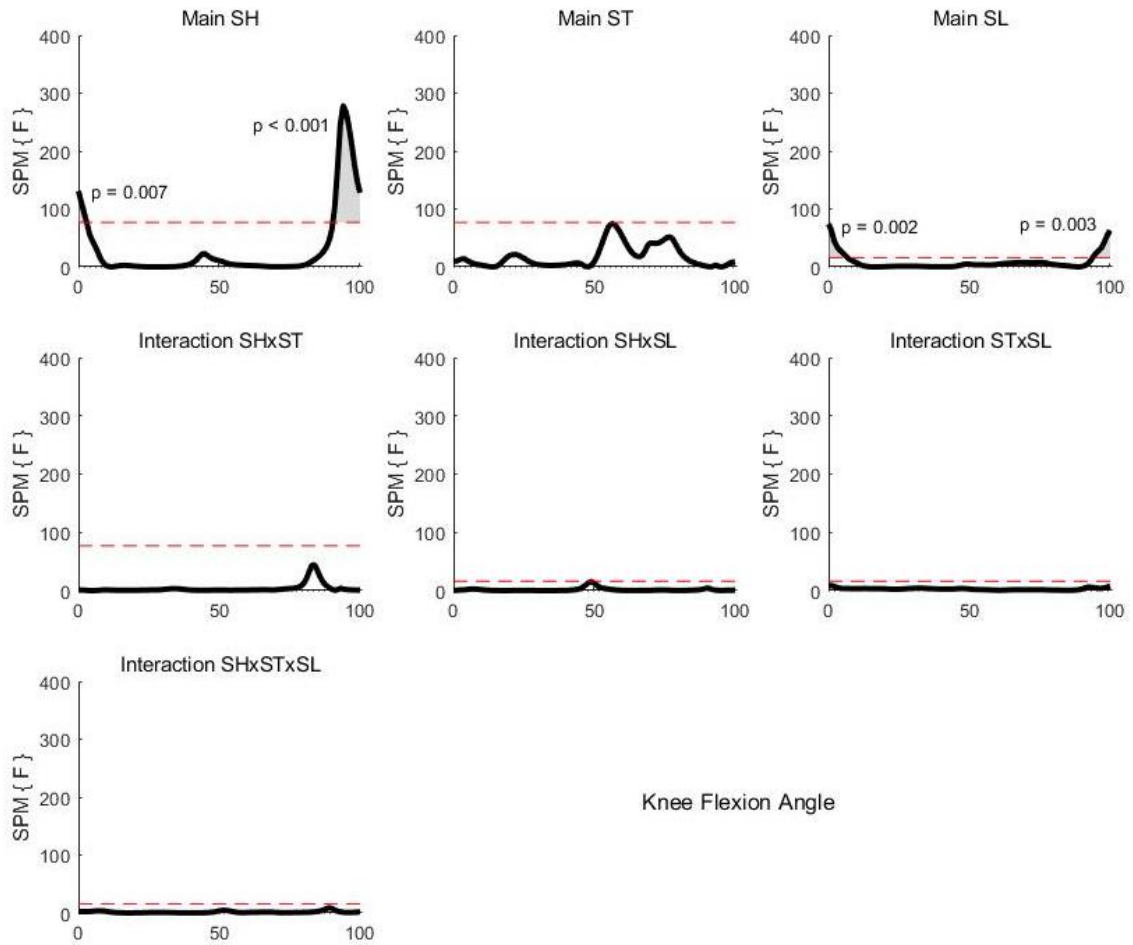 Main SH
400
300
200
100
0
SPM { F }
p < 0.001
p = 0.007
0
50
100
Main ST
400
300
200
100
0
SPM { F }
0
50
100
Main SL
400
300
200
100
0
SPM { F }
p = 0.002
p = 0.003
0
50
100
Interaction SHxST
400
300
200
100
0
SPM { F }
0
50
100
Interaction SHxSL
400
300
200
100
0
SPM { F }
0
50
100
Interaction STxSL
400
300
200
100
0
SPM { F }
0
50
100
Interaction SHxSTxSL
400
300
200
100
0
SPM { F }
0
50
100
Knee Flexion Angle